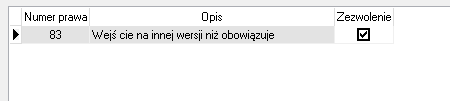 Numer prawa Opis Zezwolenie
83 Wejś cie na innej wersji niż obowiązuje